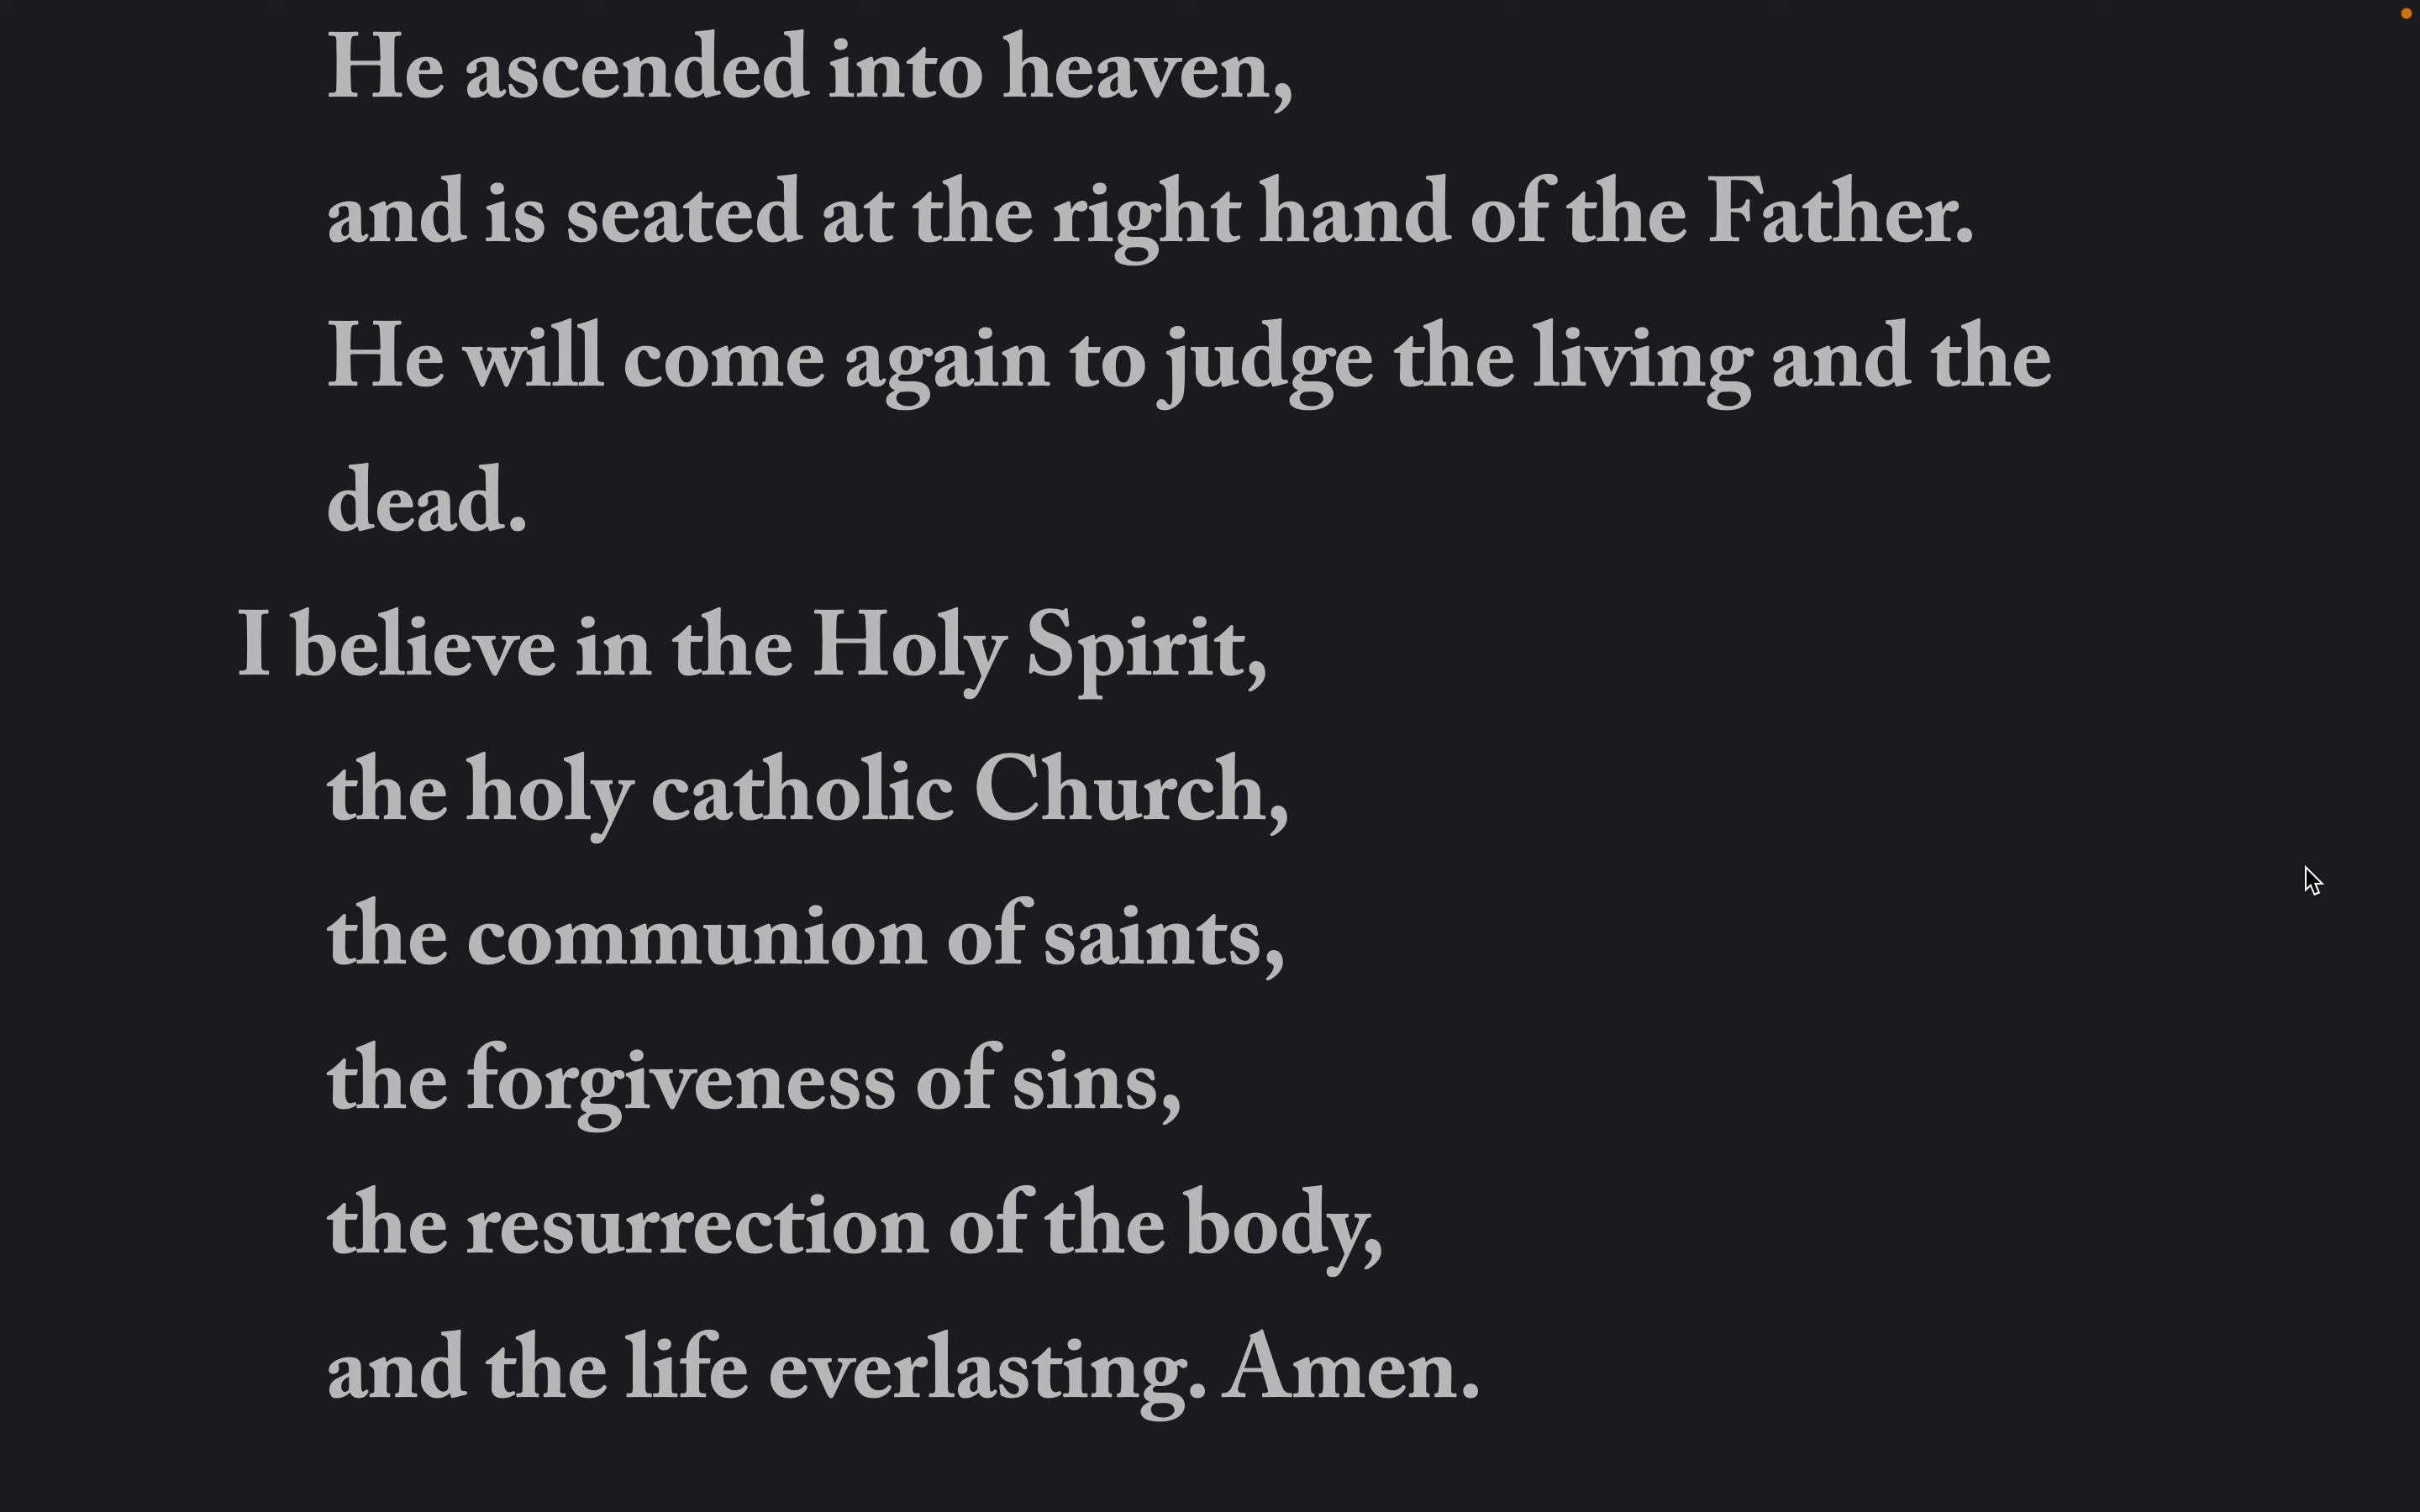 He ascended into heaven,
and is seated at the right hand of the Father.
He will come again to judge the living and the
dead.
I believe in the Holy Spirit,
the holy catholic Church,
the communion of saints,
the forgiveness of sins,
the resurrection of the body,
and the life everlasting. Amen.